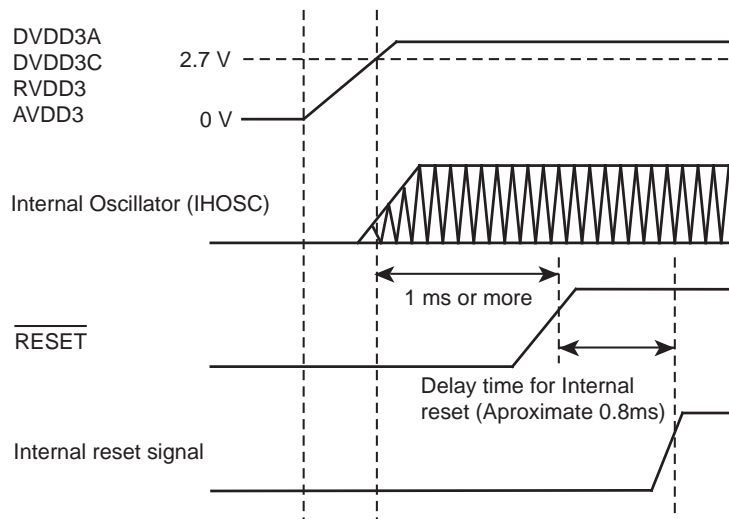 DVDD3A
DVDD3C
RVDD3
AVDD3
2.7 V
0 V
Internal Oscillator (IHOSC)
1 ms or more
RESET
Delay time for Internal
reset (Aproximate 0.8ms)
Internal reset signal